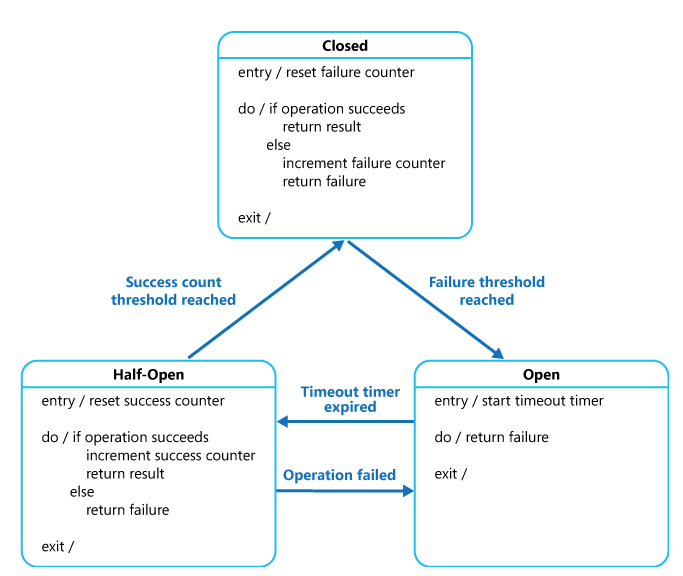 Closed
entry / reset failure counter
do / if operation succeeds
return result
else
increment failure counter
return failure
exit /
Success count
threshold reached
Failure threshold
reached
Half-Open
entry / reset success counter
do / if operation succeeds
increment success counter
return result
else
return failure
exit /
Timeout timer
expired
Operation failed
Open
entry / start timeout timer
do / return failure
exit /